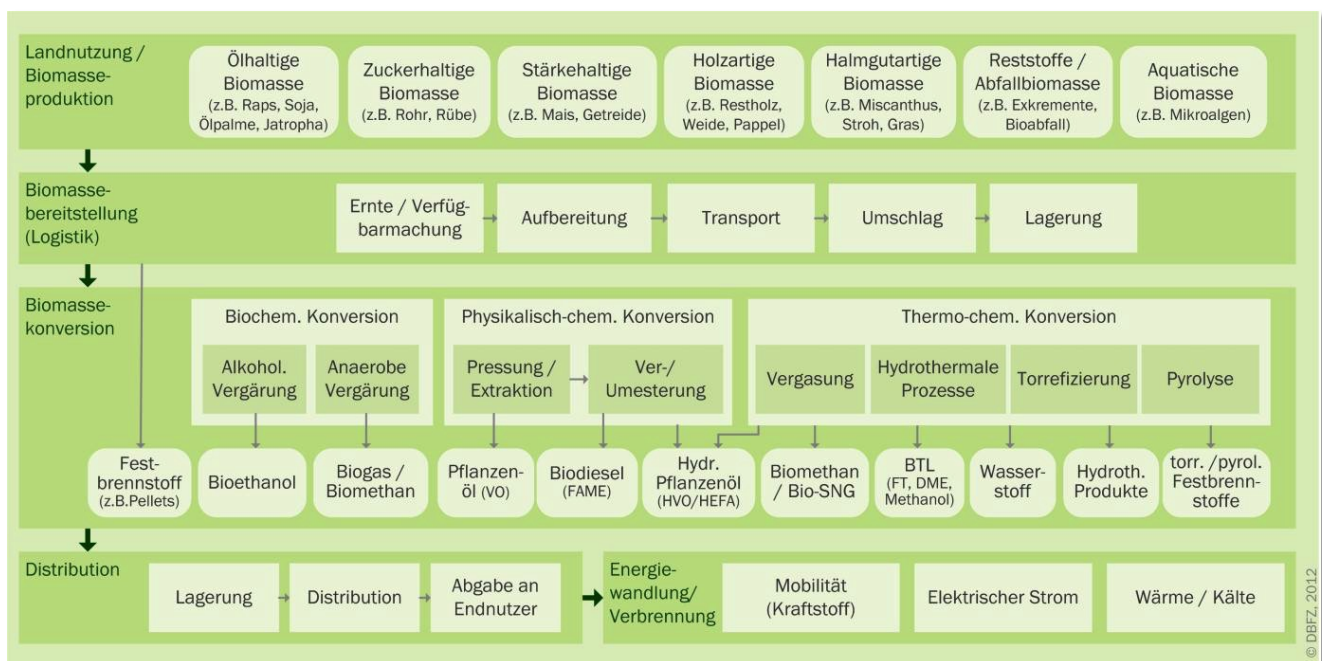 Landnutzung /
Biomasse-
produktion
Ölhaltige
Biomasse
(z.B. Raps, Soja,
Ölpalme, Jatropha)
Zuckerhaltige
Biomasse
(z.B. Rohr, Rübe)
Stärkehaltige
Biomasse
(z.B. Mais, Getreide)
Holzartige
Biomasse
(z.B. Restholz,
Weide, Pappel)
Halmgutartige
Biomasse
(z.B. Miscanthus,
Stroh, Gras)
Reststoffe /
Abfallbiomasse
(z.B. Exkremente,
Bioabfall)
Aquatische
Biomasse
(z.B. Mikroalgen)
Biomasse-
bereitstellung
(Logistik)
Ernte / Verfüg-
barmachung
Aufbereitung
Transport
Umschlag
Lagerung
Biomasse-
konversion
Biochem. Konversion
Alkohol.
Vergärung
Anaerobe
Vergärung
Physikalisch-chem. Konversion
Pressung /
Extraktion
Ver-/
Umesterung
Thermo-chem. Konversion
Vergasung
Hydrothermale
Prozesse
Torrefizierung
Pyrolyse
Fest-
brennstoff
(z.B.Pellets)
Bioethanol
Biogas /
Biomethan
Pflanzen-
öl (VO)
Biodiesel
(FAME)
Hydr.
Pflanzenöl
(HVO/HEFA)
Biomethan
/ Bio-SNG
BTL
(FT, DME,
Methanol)
Wasser-
stoff
Hydroth.
Produkte
torr. /pyrol.
Festbrenn-
stoffe
Distribution
Lagerung
Distribution
Abgabe an
Endnutzer
Energie-
wandlung/
Verbrennung
Mobilität
(Kraftstoff)
Elektrischer Strom
Wärme / Kälte
© DBFZ, 2012